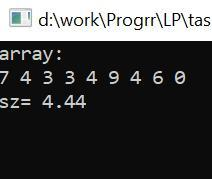 d:\work\Progrr\LP\tas
array:
7 4 3 3 4 9 4 6 0
sz= 4.44